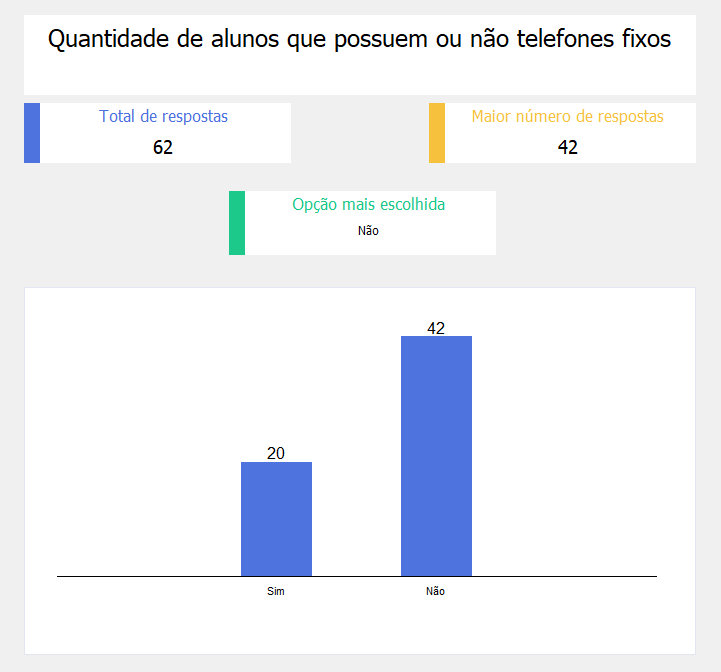 Quantidade de alunos que possuem ou não telefones fixos
Total de respostas
62
Maior número de respostas
42
Opção mais escolhida
Não
42
20
Sim
Não